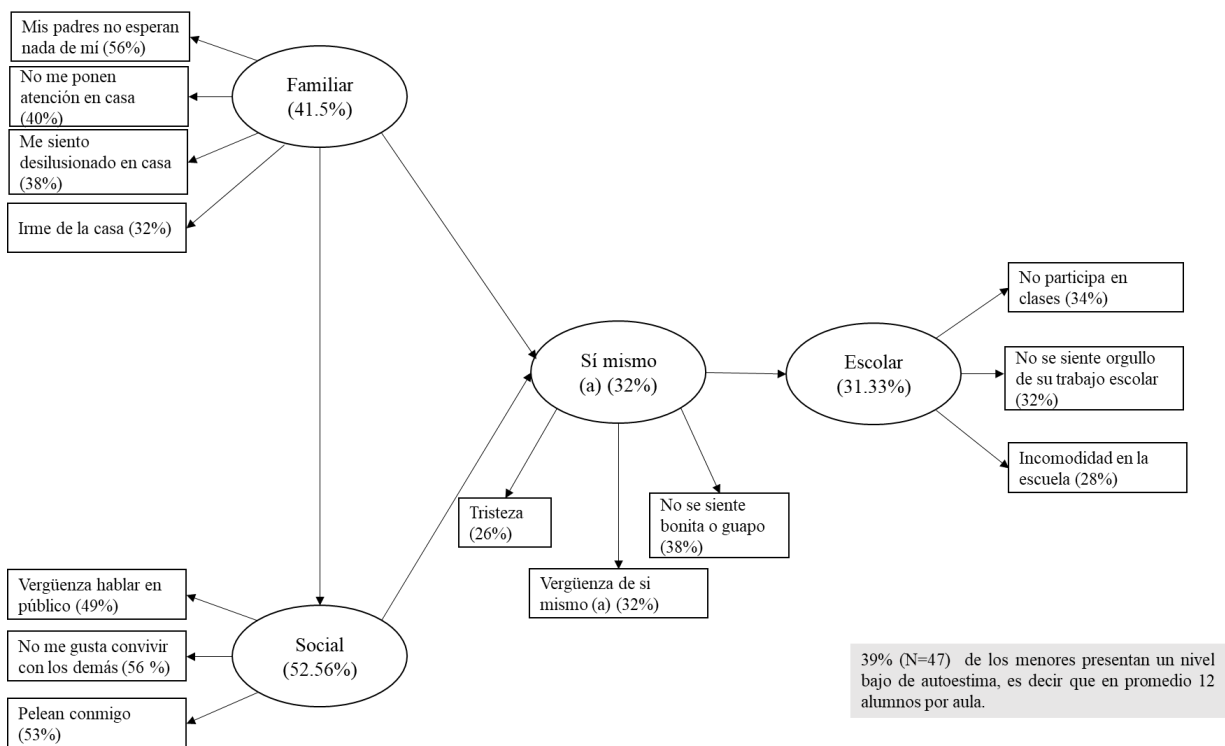 Mis padres no esperan
nada de mí (56%)
No me ponen
atención en casa
(40%)
Me siento
desilusionado en casa
(38%)
Irme de la casa (32%)
Familiar
(41.5%)
Sí mismo
(a) (32%)
Escolar
(31.33%)
No participa en
clases (34%)
No se siente orgullo
de su trabajo escolar
(32%)
Incomodidad en la
escuela (28%)
Tristeza
(26%)
Vergüenza de si
mismo (a) (32%)
No se siente
bonita o guapo
(38%)
Vergüenza hablar en
público (49%)
No me gusta convivir
con los demás (56 %)
Pelean conmigo
(53%)
Social
(52.56%)
39% (N=47) de los menores presentan un nivel
bajo de autoestima, es decir que en promedio 12
alumnos por aula.